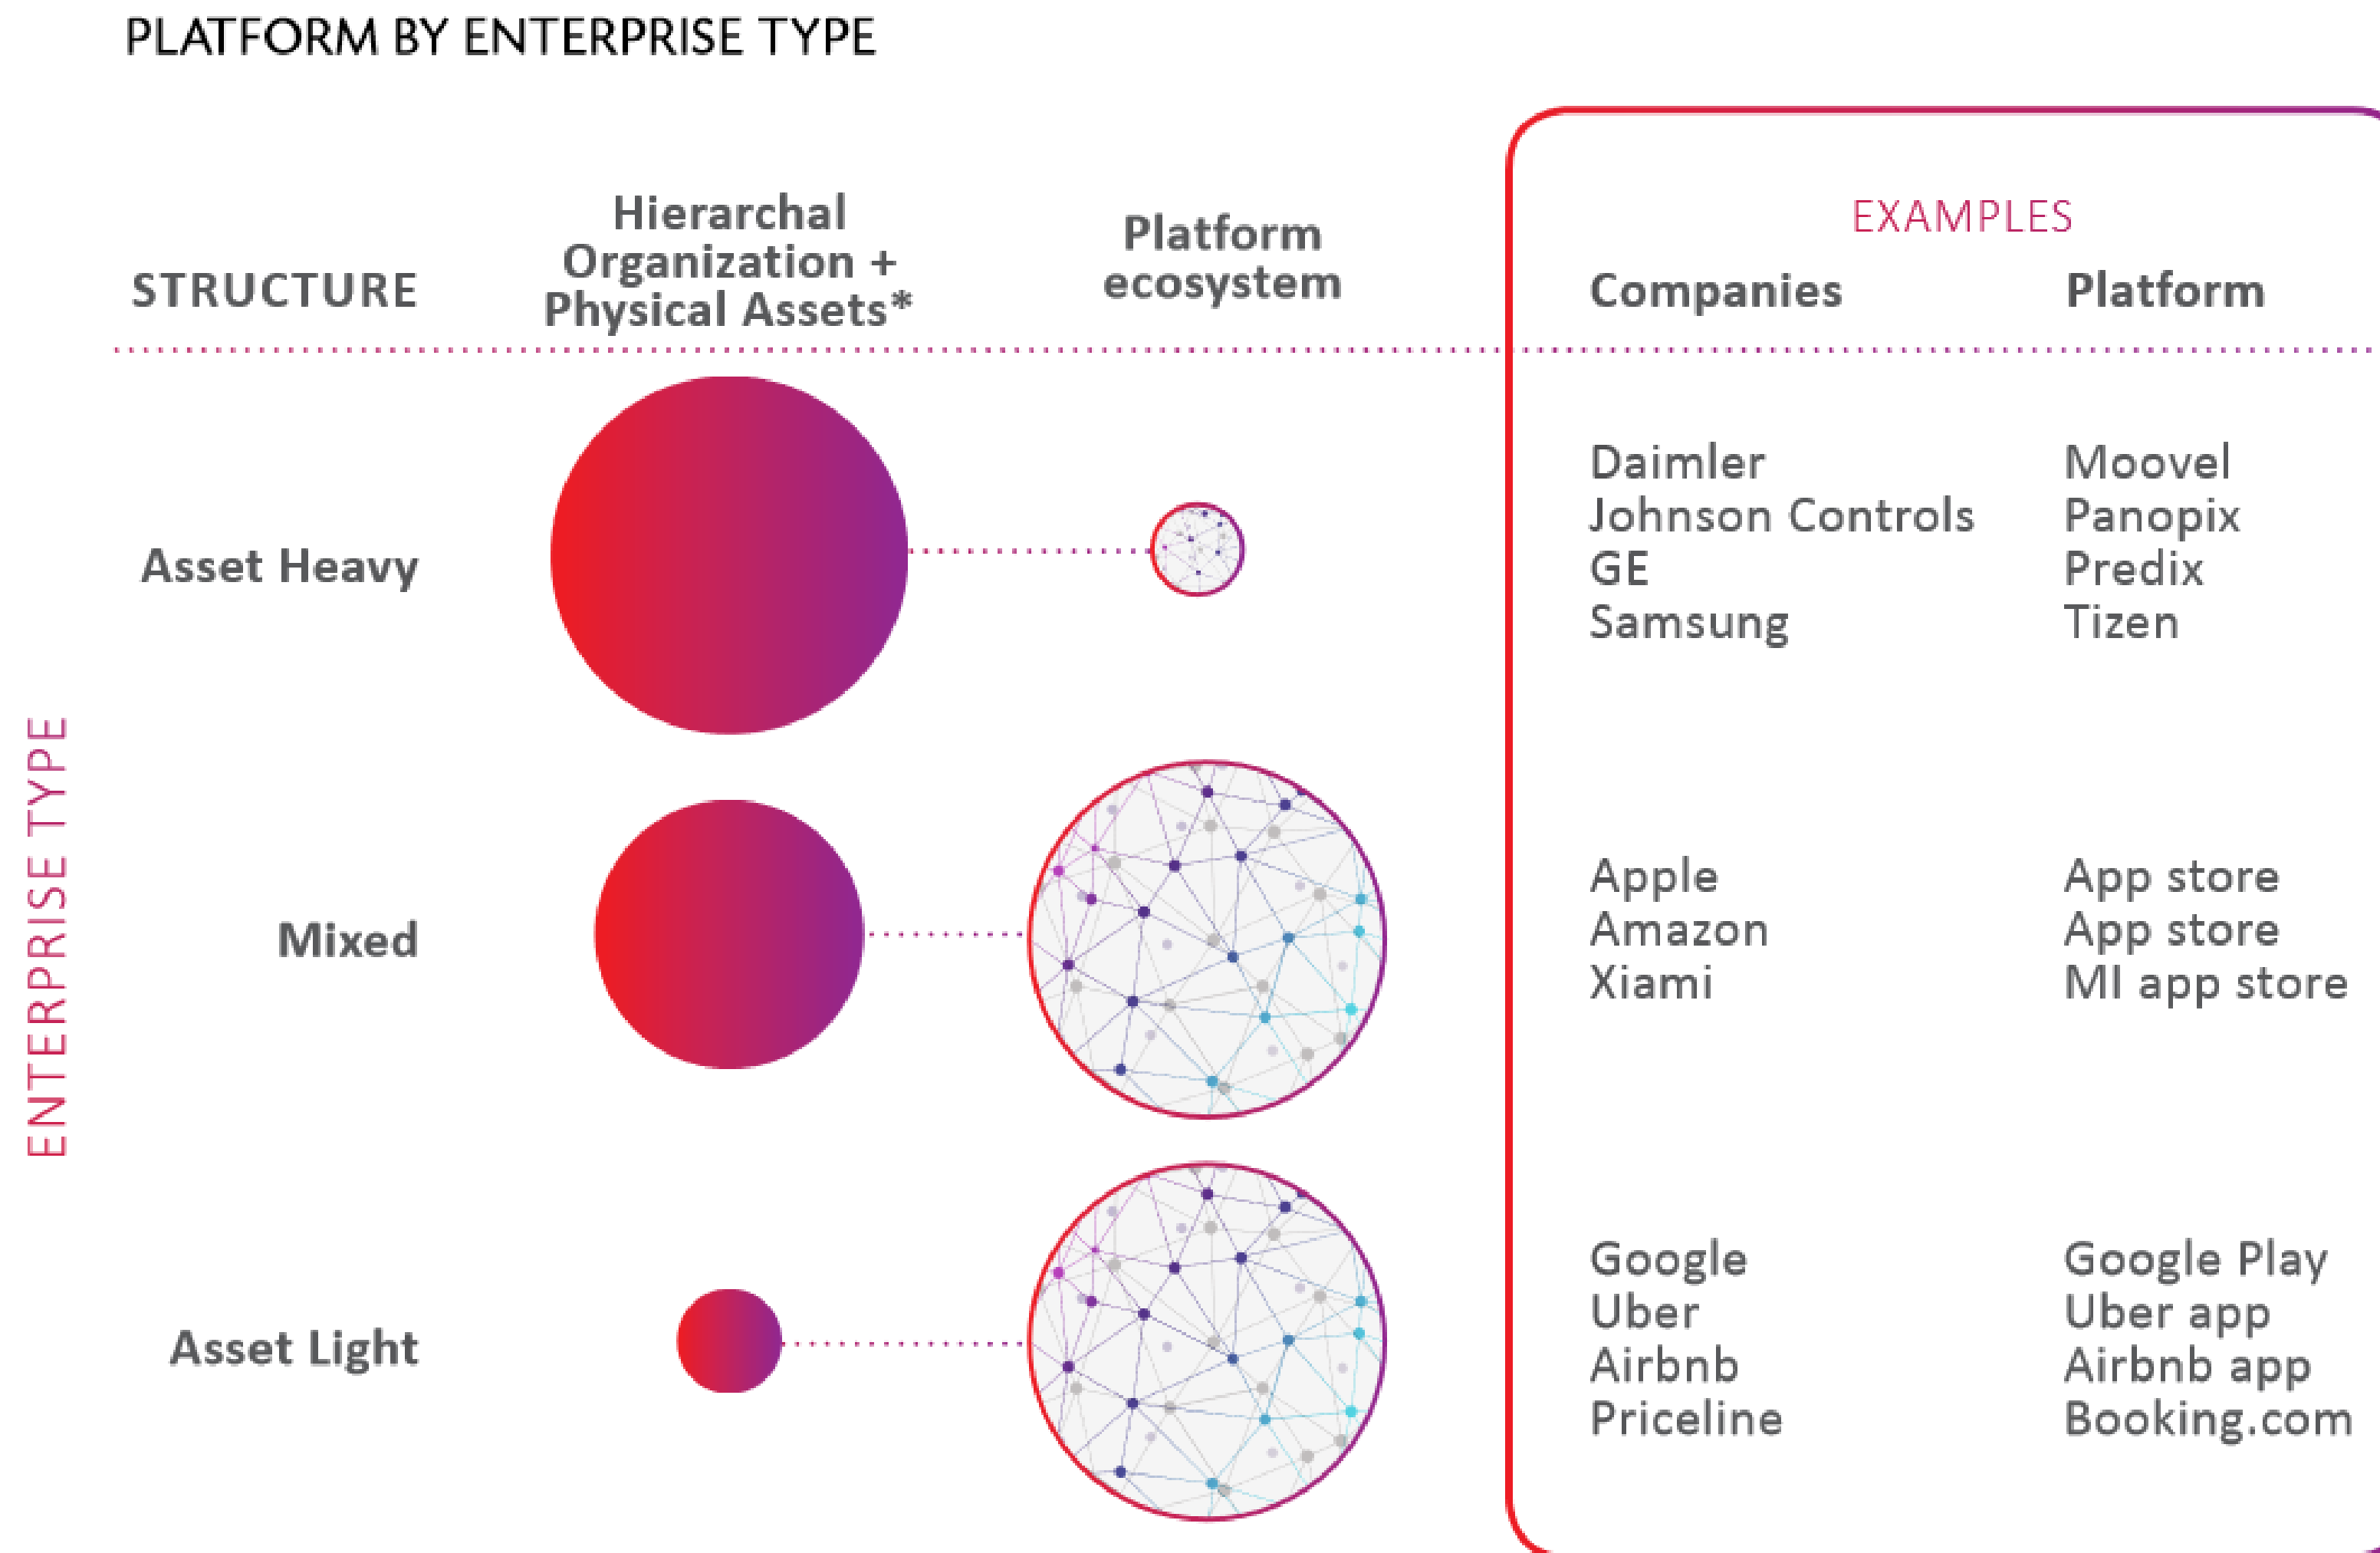 PLATFORM BY ENTERPRISE TYPE
STRUCTURE
Hierarchal
Organization +
Physical Assets*
Platform
ecosystem
EXAMPLES
Companies
Platform
ENTERPRISE TYPE
Asset Heavy
Daimler
Moovel
Johnson Controls
Panopix
GE
Predix
Samsung
Tizen
Mixed
Apple
App store
Amazon
App store
Xiami
MI app store
Asset Light
Google
Google Play
Uber
Uber app
Airbnb
Airbnb app
Priceline
Booking.com